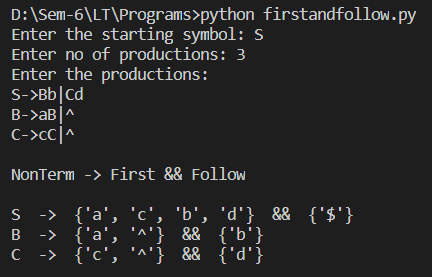 D:\Sem-6\LT\Programs>python firstandfollow.py
Enter the starting symbol: S
Enter no of productions: 3
Enter the productions:
S->Bb|Cd
B->aB|^
C->cC|^
NonTerm -> First && Follow
S  ->  {'a', 'c', 'b', 'd'}  &&  {'$'}
B  ->  {'a', '^'}  &&  {'b'}
C  ->  {'c', '^'}  &&  {'d'}